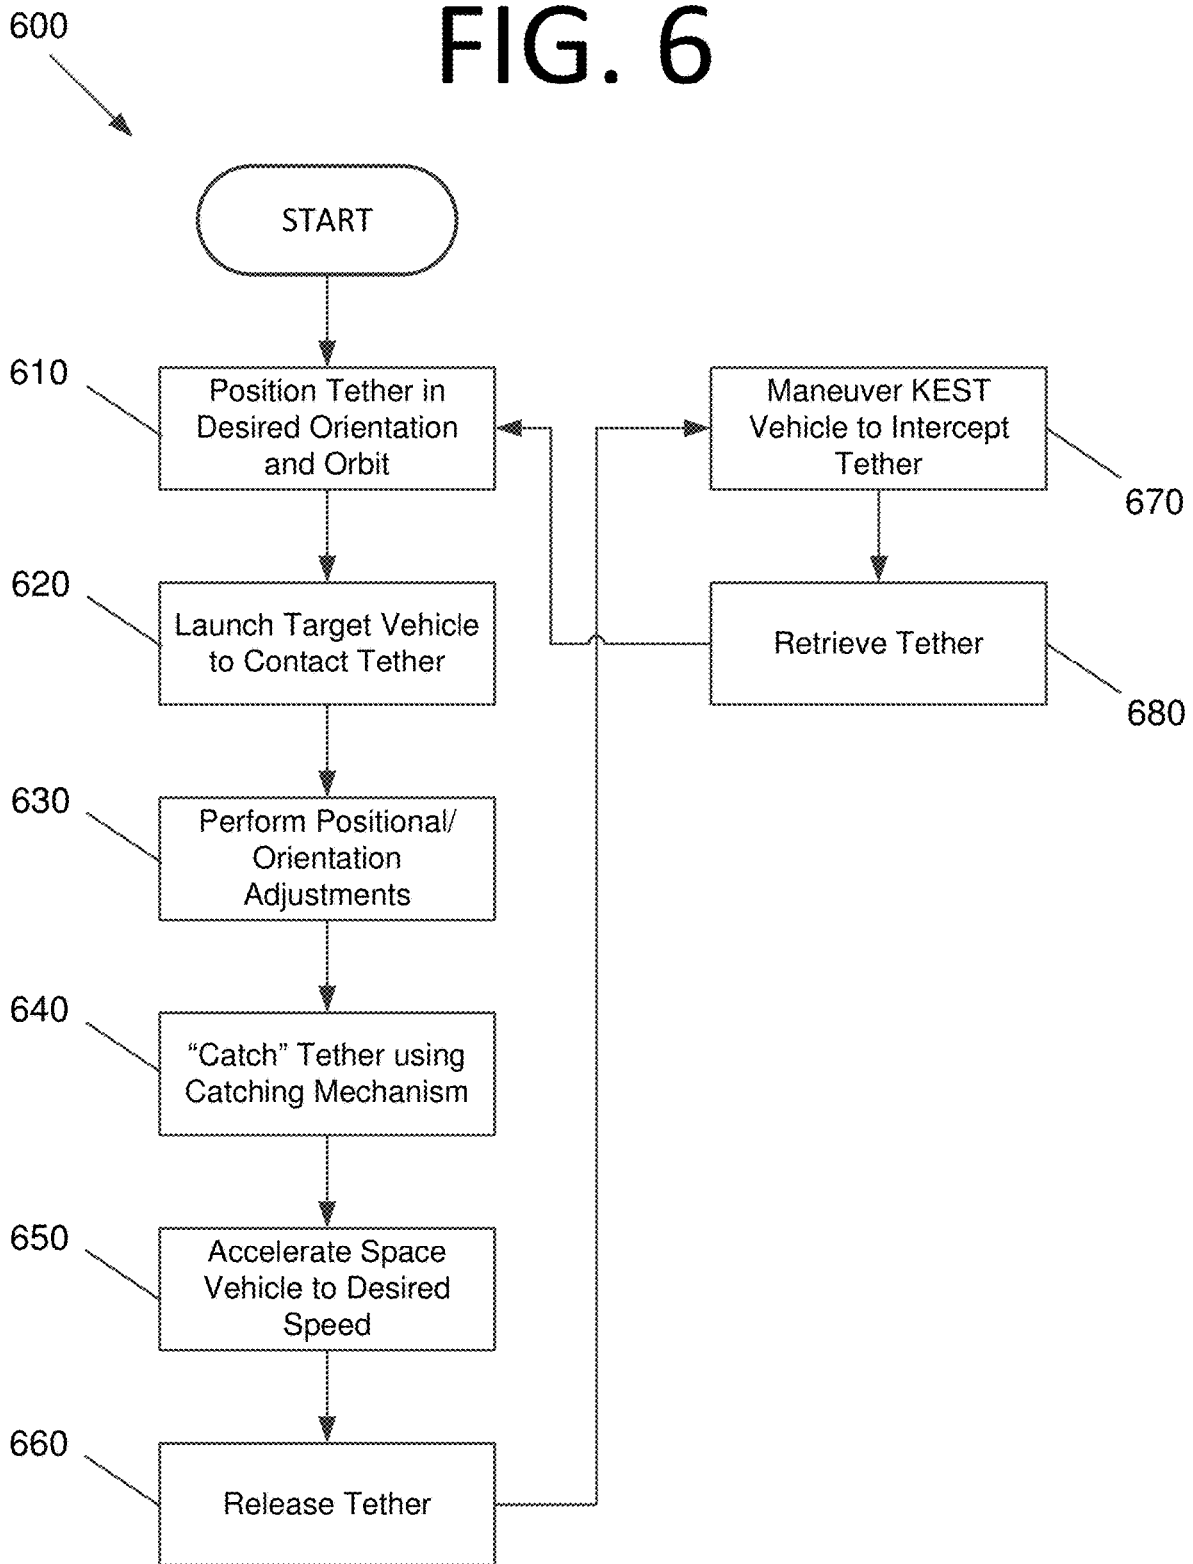 600
FIG. 6
START
610
Position Tether in
Desired Orientation
and Orbit
620
Launch Target Vehicle
to Contact Tether
630
Perform Positional/
Orientation
Adjustments
640
“Catch” Tether using
Catching Mechanism
650
Accelerate Space
Vehicle to Desired
Speed
660
Release Tether
Maneuver KEST
Vehicle to Intercept
Tether
670
Retrieve Tether
680